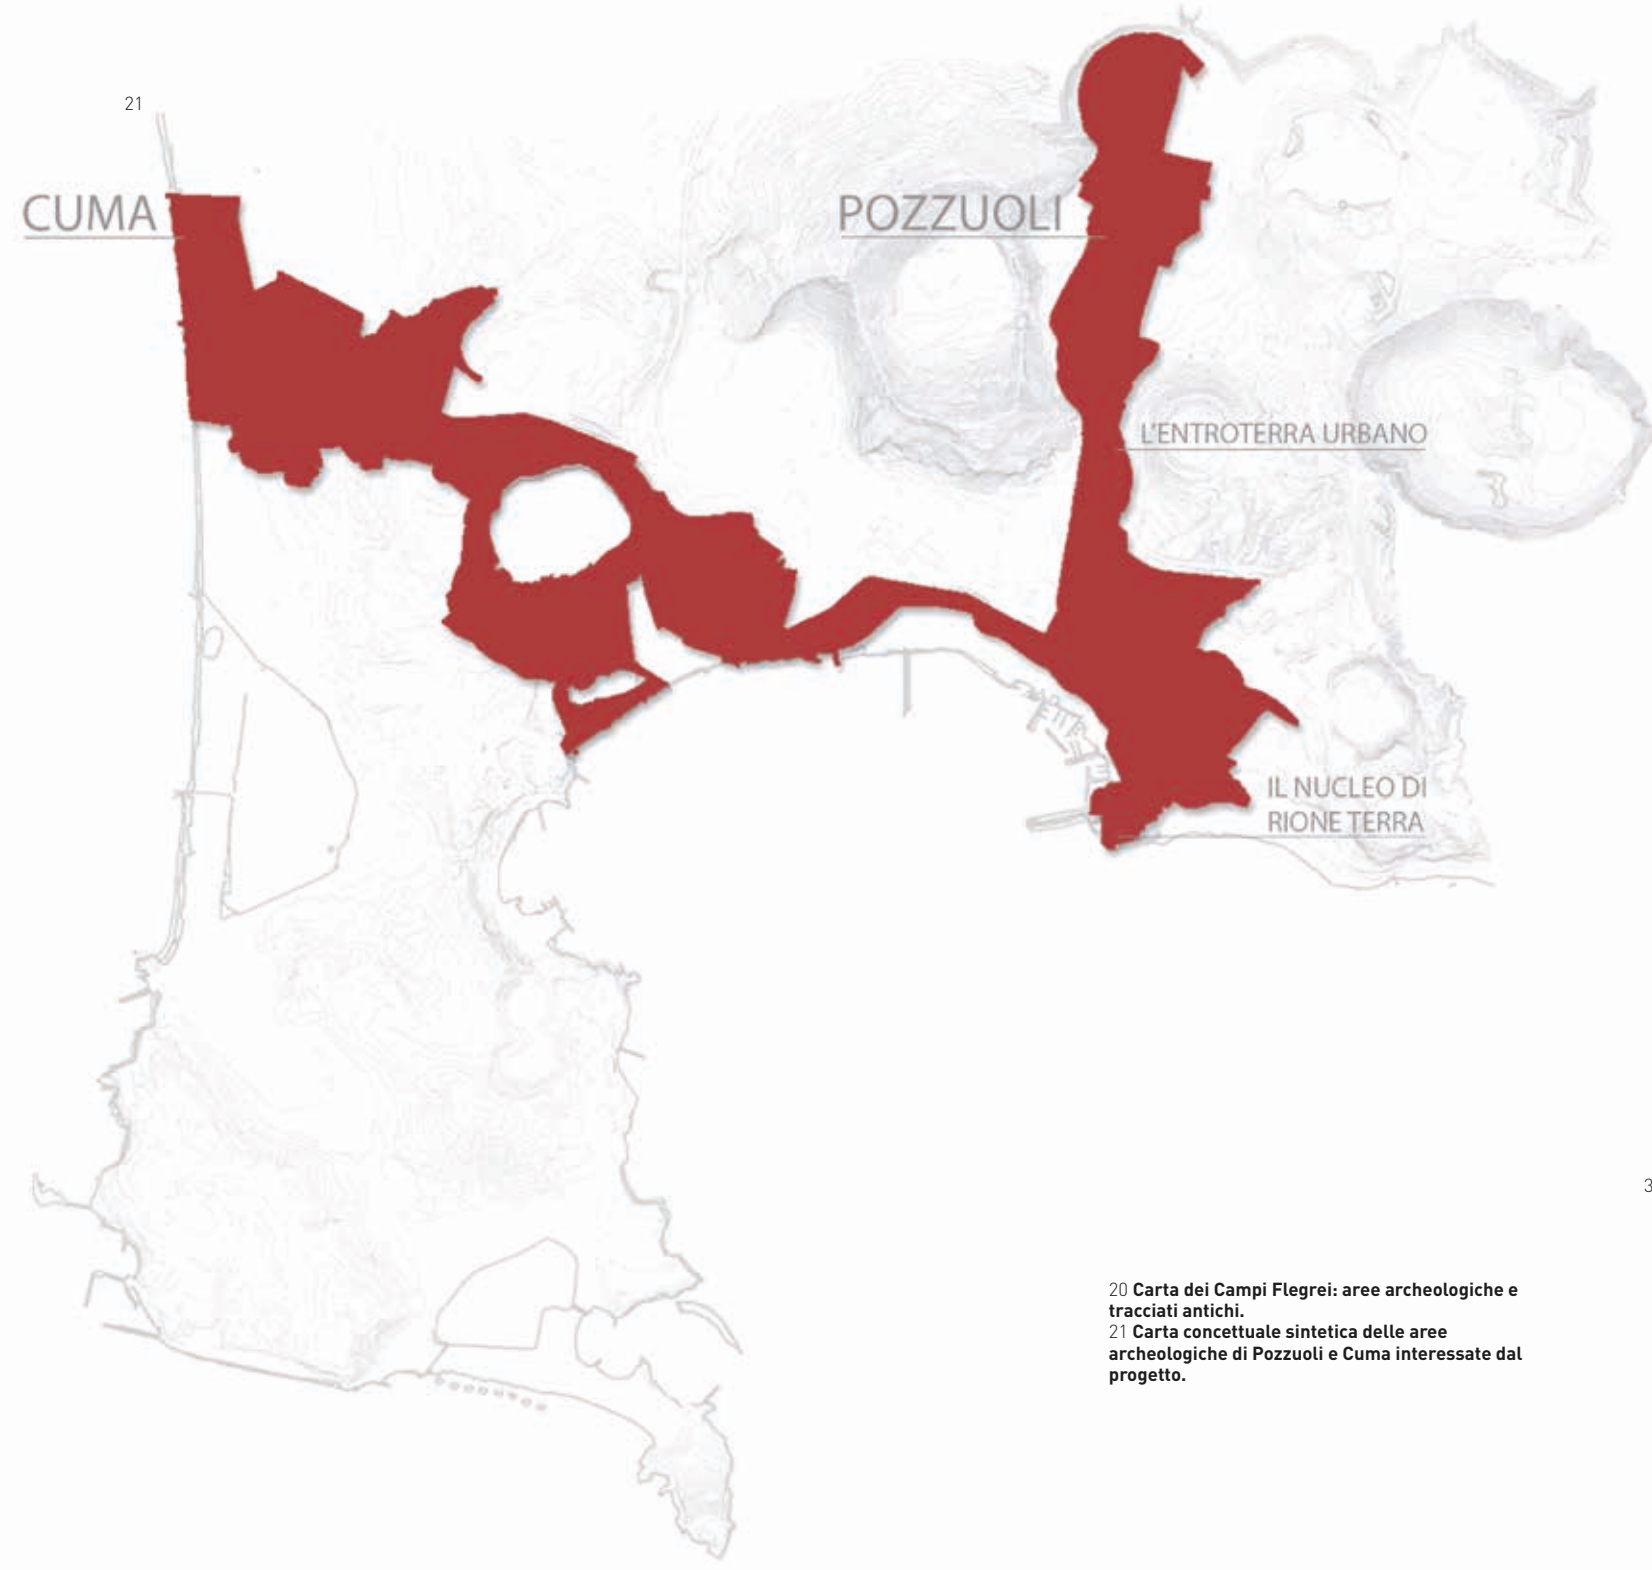 21
CUMA
POZZUOLI
L'ENTROTERRA URBANO
IL NUCLEO DI
RIONE TERRA
3
20 Carta dei Campi Flegrei: aree archeologiche e
tracciati antichi.
21 Carta concettuale sintetica delle aree
archeologiche di Pozzuoli e Cuma interessate dal
progetto.